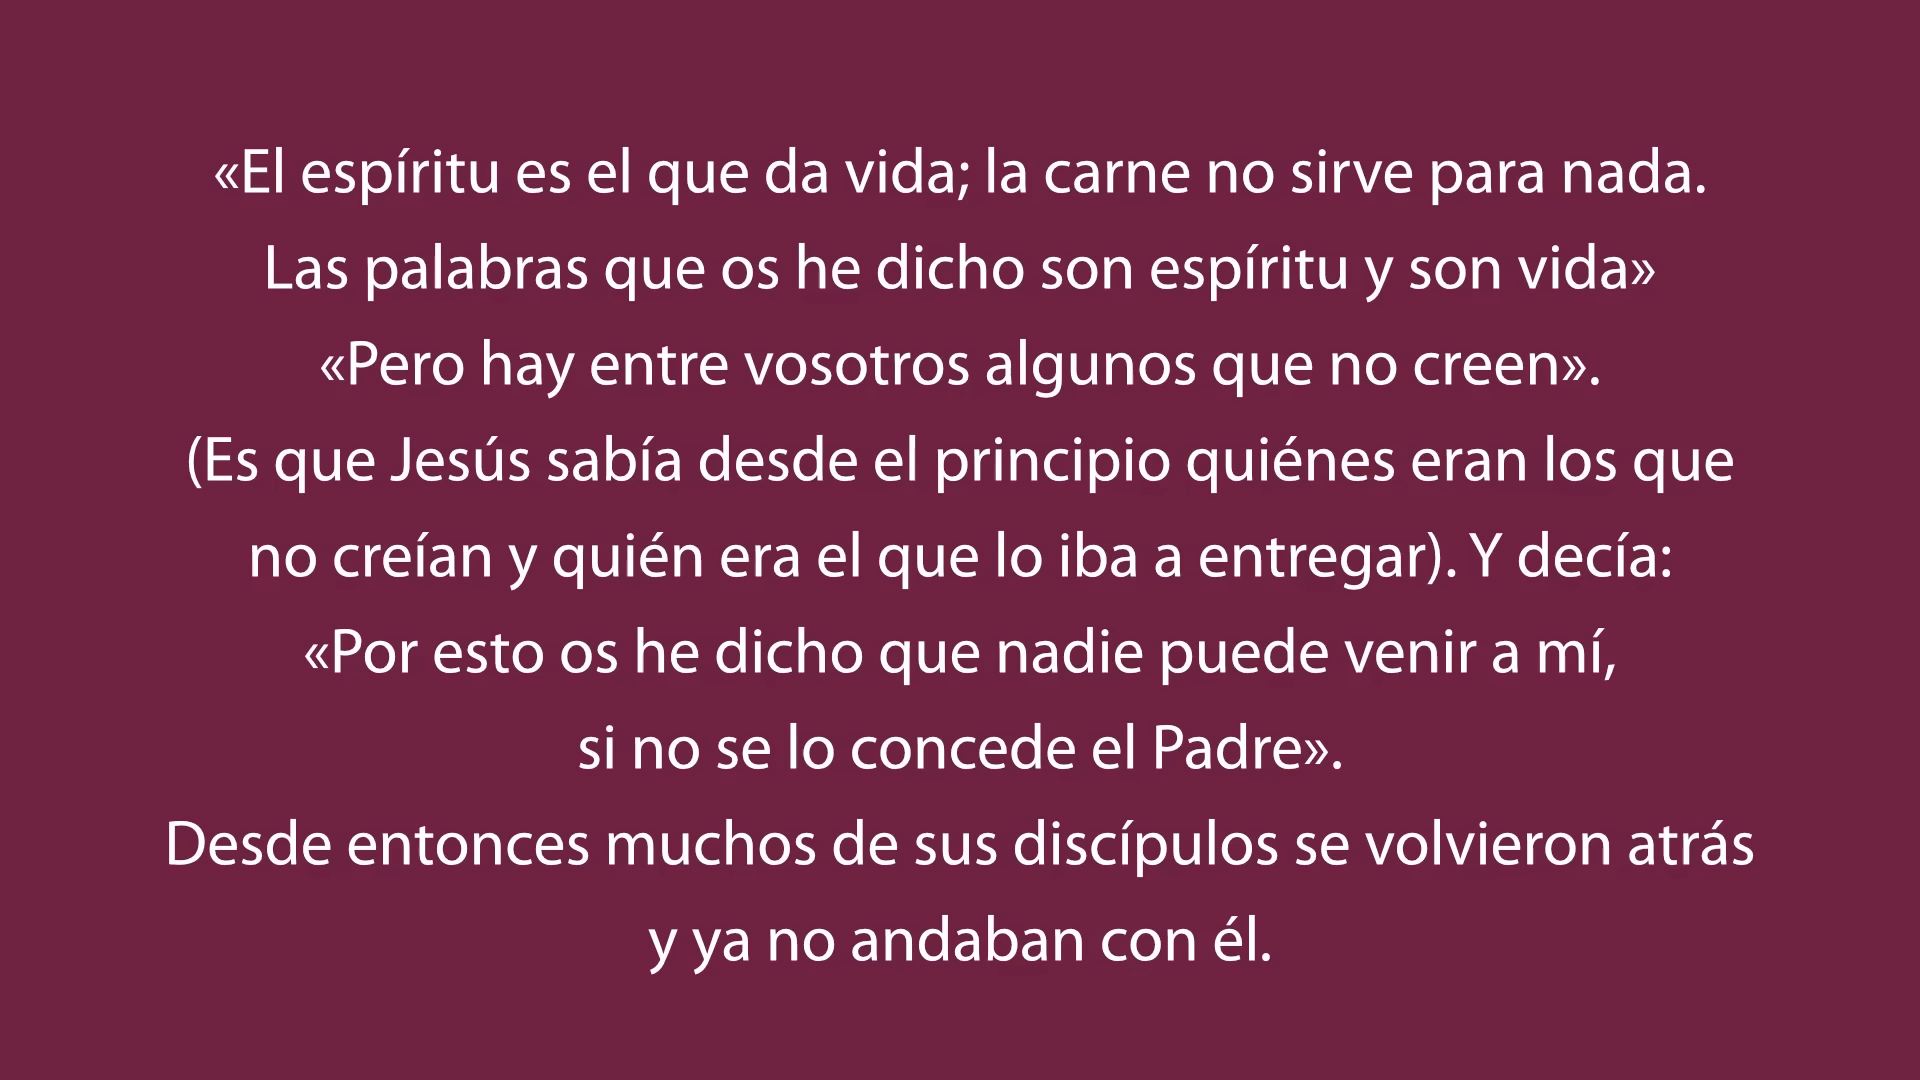 «El espíritu es el que da vida; la carne no sirve para nada.
Las palabras que os he dicho son espíritu y son vida»
«Pero hay entre vosotros algunos que no creen».
(Es que Jesús sabía desde el principio quiénes eran los que
no creían y quién era el que lo iba a entregar). Y decía:
«Por esto os he dicho que nadie puede venir a mí,
si no se lo concede el Padre».
Desde entonces muchos de sus discípulos se volvieron atrás
y ya no andaban con él.